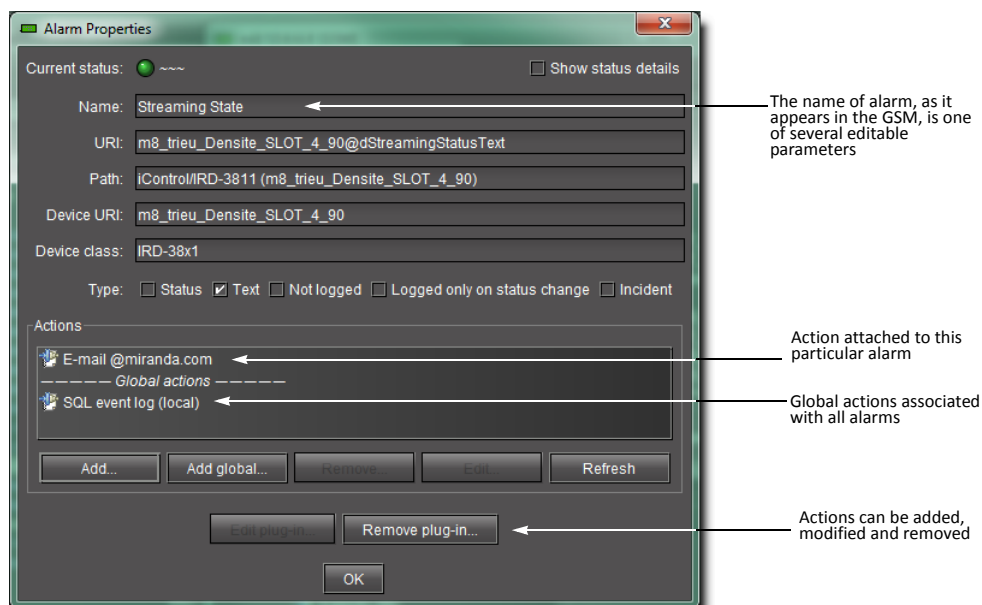 Alarm Properties
Current status: ~~~ Show status details
Name: Streaming State
The name of alarm, as it
appears in the GSM, is one
of several editable
parameters
URI: m8_trieu_Densite_SLOT_4_90@dStreamingStatusText
Path: iControl/IRD-3811 (m8_trieu_Densite_SLOT_4_90)
Device URI: m8_trieu_Densite_SLOT_4_90
Device class: IRD-38x1
Type: Status Text Not logged Logged only on status change Incident
Actions
E-mail @miranda.com
Action attached to this
particular alarm
————— Global actions —————
SQL event log (local)
Global actions associated
with all alarms
Add... Add global... Remove... Edit... Refresh
Edit plug-in... Remove plug-in...
Actions can be added,
modified and removed
OK